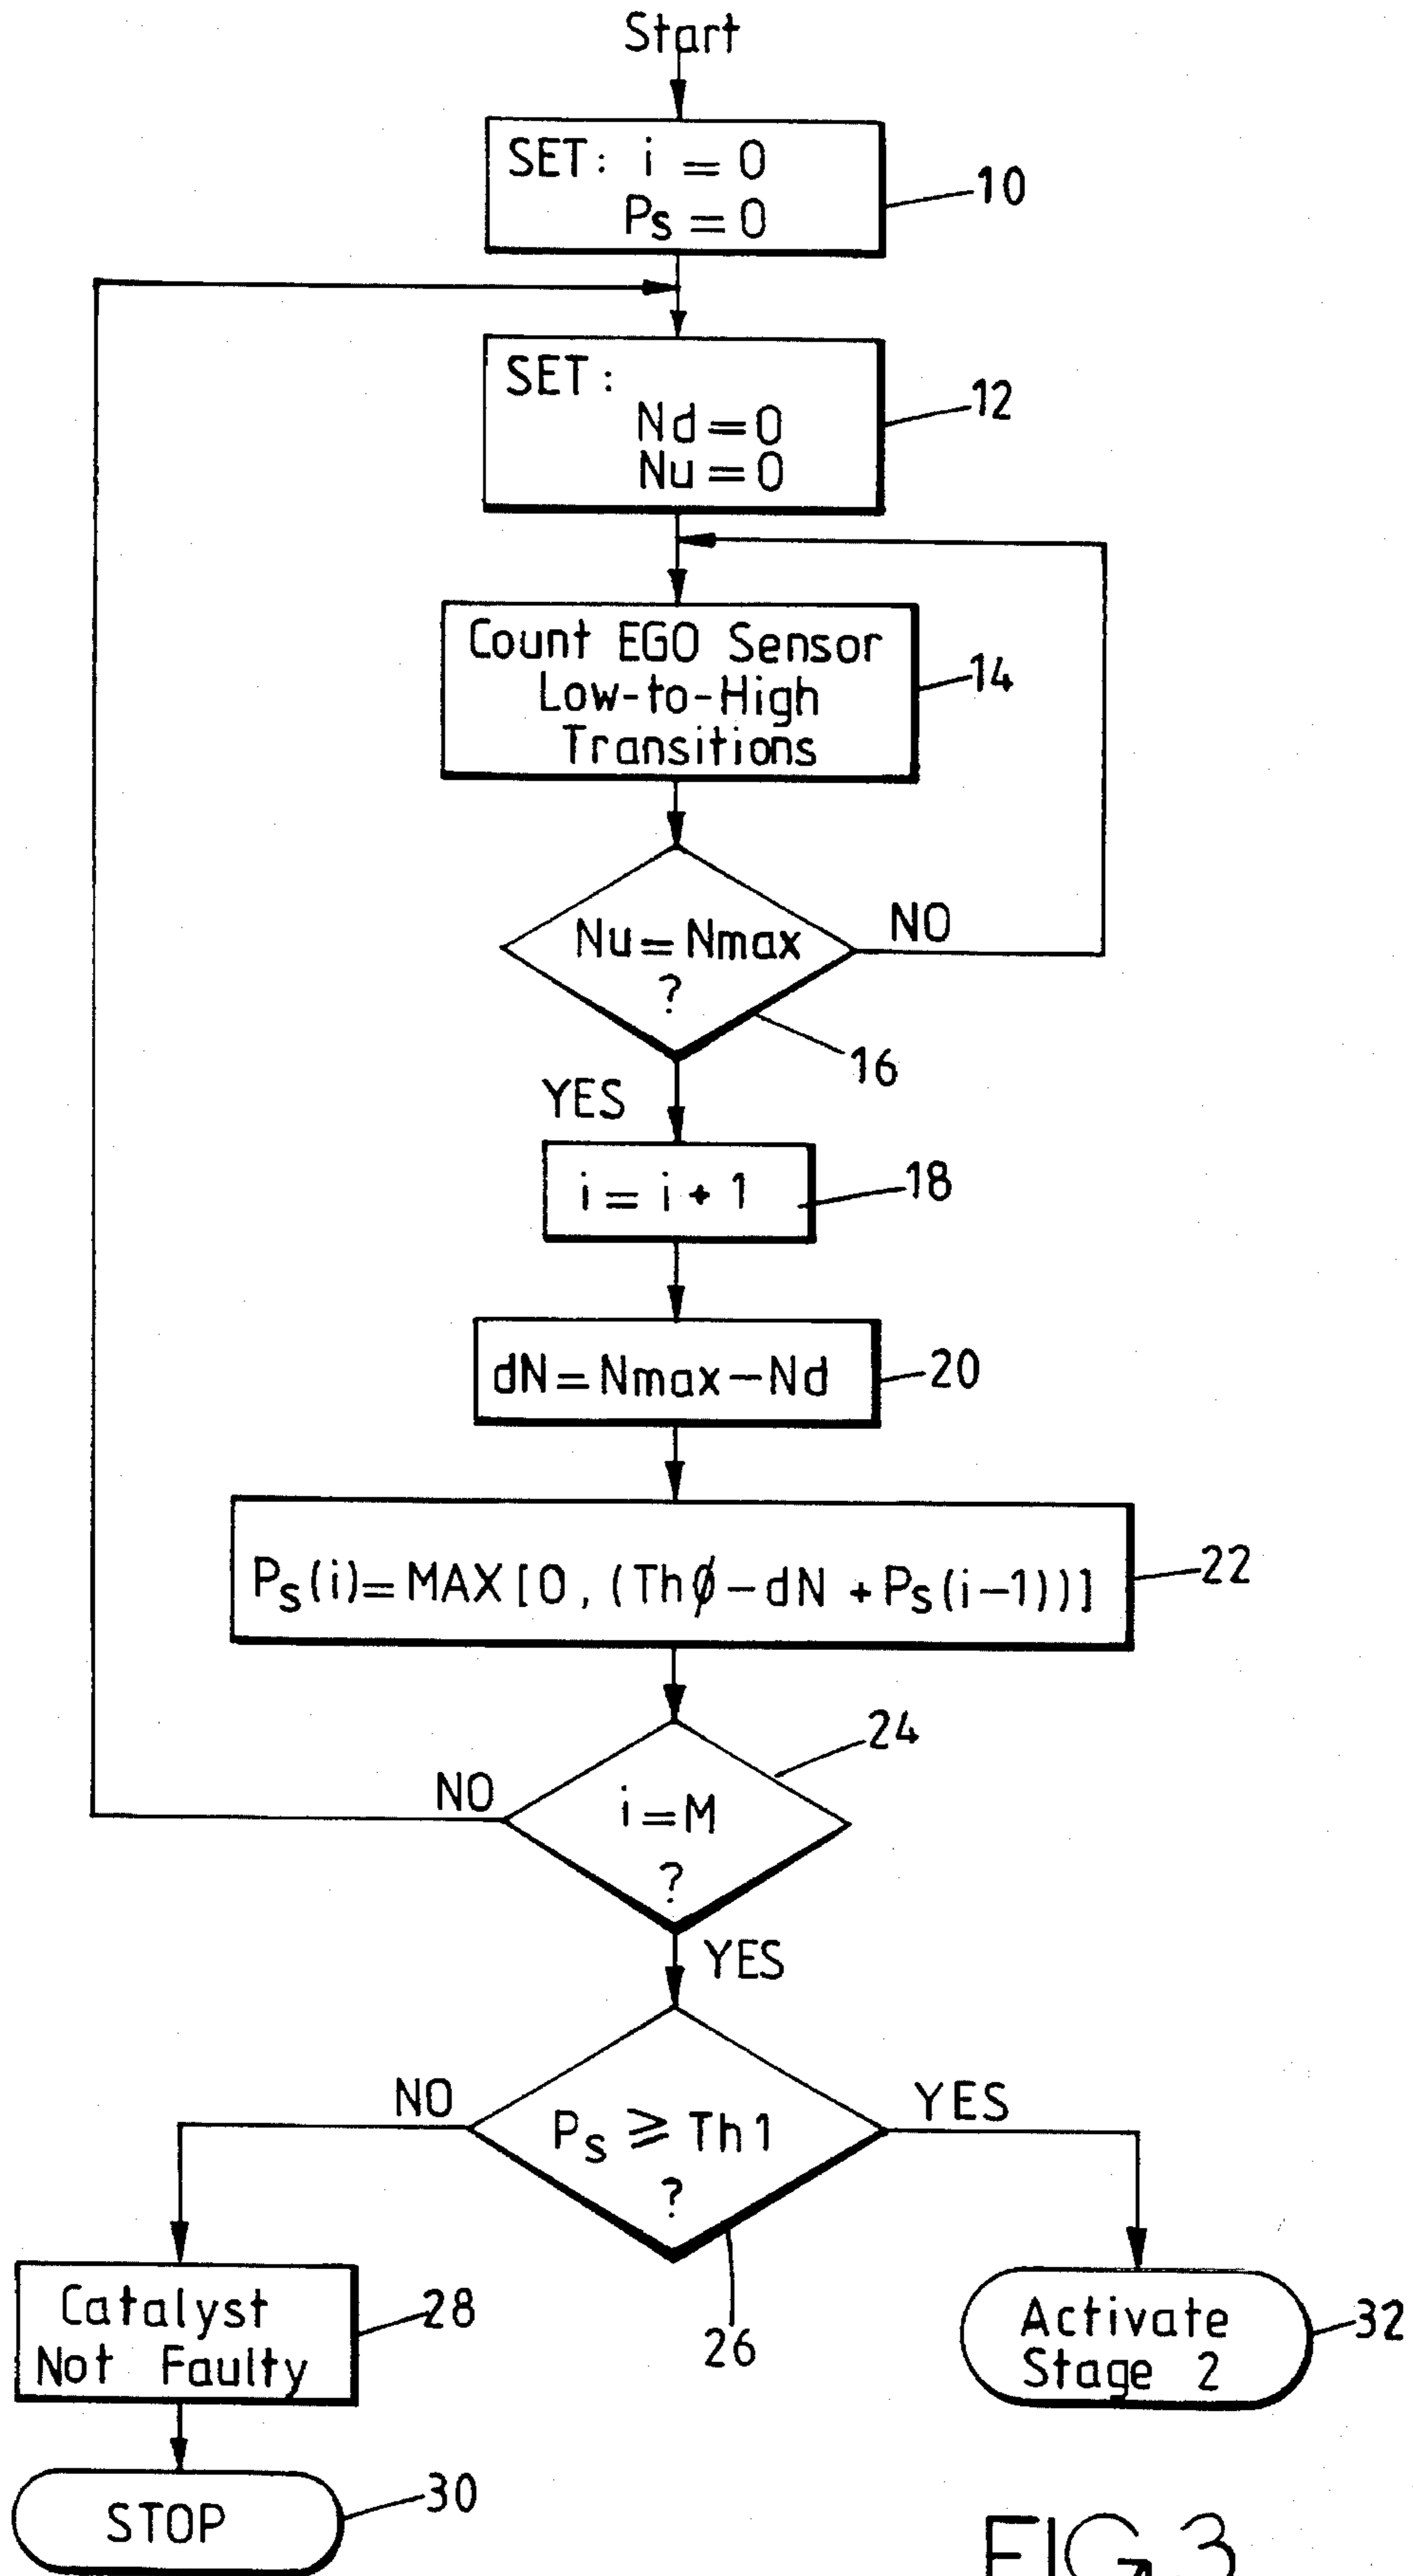 Start
SET: i = 0
Ps = 0
10
SET:
Nd = 0
Nu = 0
12
Count EGO Sensor
Low-to-High
Transitions
14
Nu = Nmax
?
NO
16
YES
i = i + 1
18
dN = Nmax - Nd
20
Ps(i) = MAX [0, (Thø - dN + Ps(i-1))]
22
24
NO
i = M
?
YES
NO
Ps ≥ Th1
?
YES
26
Catalyst
Not Faulty
28
Activate
Stage 2
32
STOP
30
FIG. 3